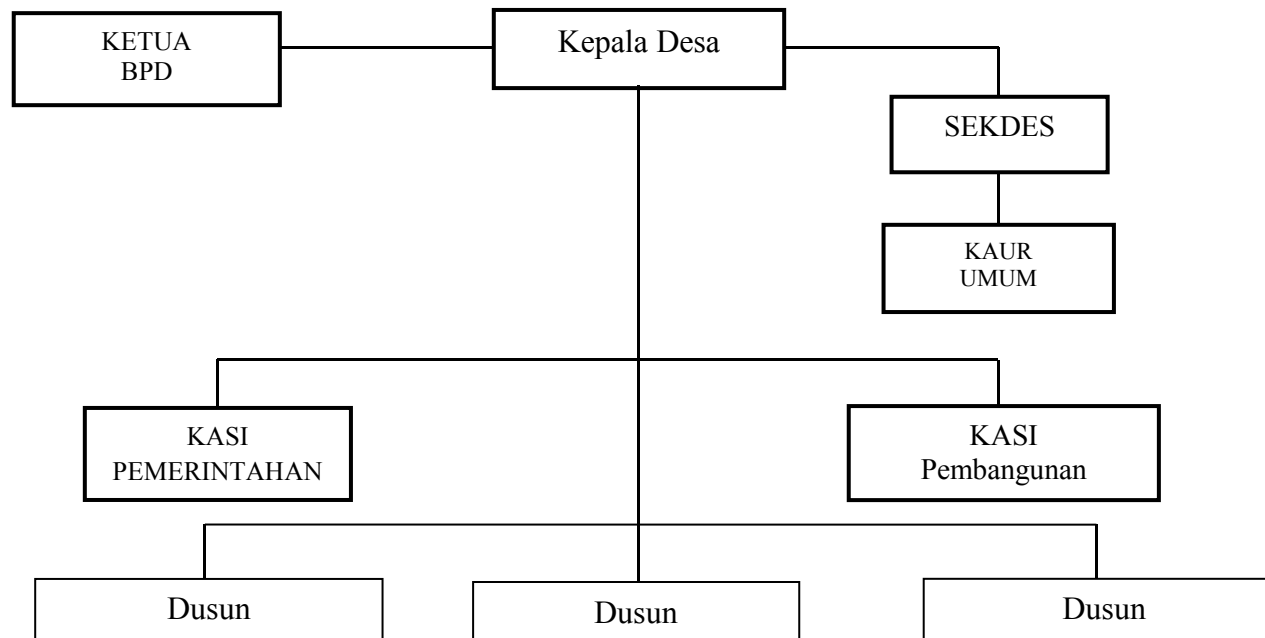 KETUA
BPD
Kepala Desa
SEKDES
KAUR
UMUM
KASI
PEMERINTAHAN
KASI
Pembangunan
Dusun
Dusun
Dusun